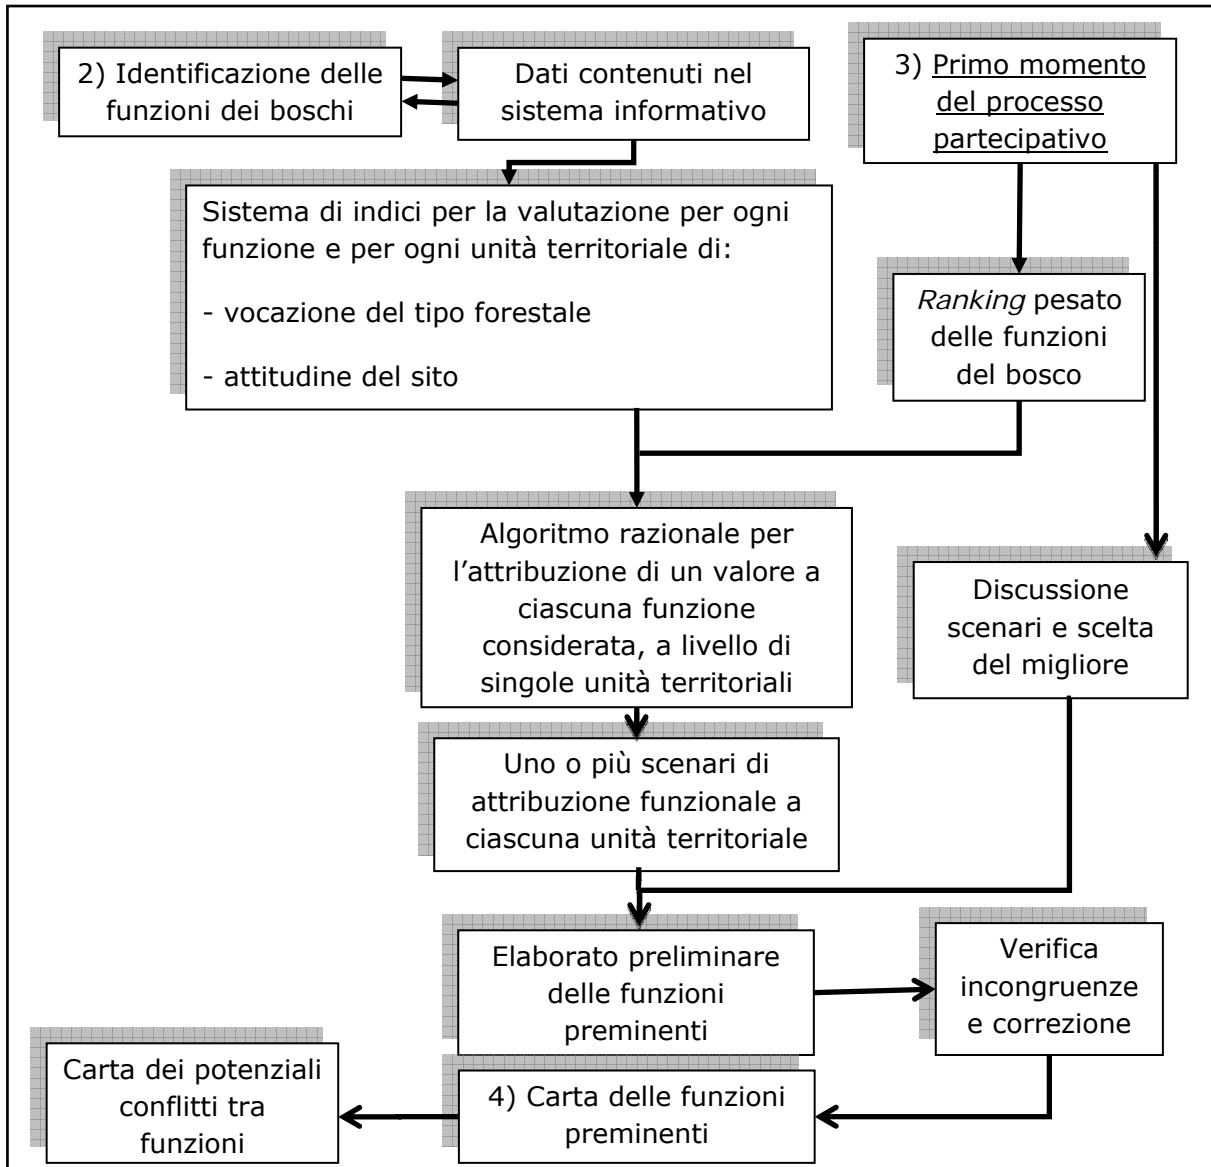 2) Identificazione delle
funzioni dei boschi
Dati contenuti nel
sistema informativo
3) Primo momento
del processo
partecipativo
Sistema di indici per la valutazione per ogni
funzione e per ogni unità territoriale di:
- vocazione del tipo forestale
- attitudine del sito
Ranking pesato
delle funzioni
del bosco
Algoritmo razionale per
l’attribuzione di un valore a
ciascuna funzione
considerata, a livello di
singole unità territoriali
Discussione
scenari e scelta
del migliore
Uno o più scenari di
attribuzione funzionale a
ciascuna unità territoriale
Elaborato preliminare
delle funzioni
preminenti
Verifica
incongruenze
e correzione
Carta dei potenziali
conflitti tra
funzioni
4) Carta delle funzioni
preminenti